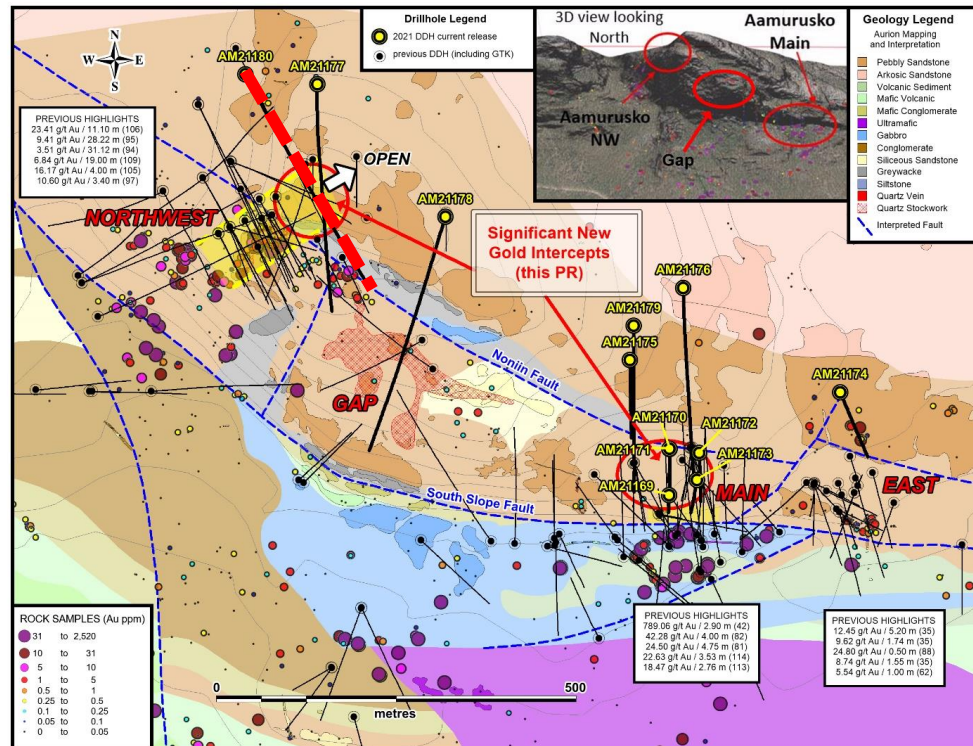 N
W
E
S
AM21180
AM21177
Drillhole Legend
2021 DDH current release
previous DDH (including GTK)
3D view looking
North
Aamurusko
Main
Aamurusko
NW
Gap
Geology Legend
Aurion Mapping
and Interpretation
Pebbly Sandstone
Arkosic Sandstone
Volcanic Sediment
Mafic Volcanic
Mafic Conglomerate
Ultramafic
Gabbro
Conglomerate
Siliceous Sandstone
Greywacke
Siltstone
Quartz Vein
Quartz Stockwork
Interpreted Fault
PREVIOUS HIGHLIGHTS
23.41 g/t Au / 11.10 m (106)
9.41 g/t Au / 28.22 m (95)
3.51 g/t Au / 31.12 m (94)
6.84 g/t Au / 19.00 m (109)
16.17 g/t Au / 4.00 m (105)
10.60 g/t Au / 3.40 m (97)
OPEN
NORTHWEST
AM21178
Significant New
Gold Intercepts
(this PR)
AM21176
AM21179
AM21175
Noniin Fault
GAP
AM21174
AM21170
AM21172
AM21171
AM21173
AM21169
MAIN
EAST
South Slope Fault
ROCK SAMPLES (Au ppm)
31 to 2,520
10 to 31
5 to 10
1 to 5
0.5 to 1
0.25 to 0.5
0.1 to 0.25
0.05 to 0.1
0 to 0.05
0
500
metres
PREVIOUS HIGHLIGHTS
789.06 g/t Au / 2.90 m (42)
42.28 g/t Au / 4.00 m (82)
24.50 g/t Au / 4.75 m (81)
22.63 g/t Au / 3.53 m (114)
18.47 g/t Au / 2.76 m (113)
PREVIOUS HIGHLIGHTS
12.45 g/t Au / 5.20 m (35)
9.62 g/t Au / 1.74 m (35)
24.80 g/t Au / 0.50 m (88)
8.74 g/t Au / 1.55 m (35)
5.54 g/t Au / 1.00 m (62)